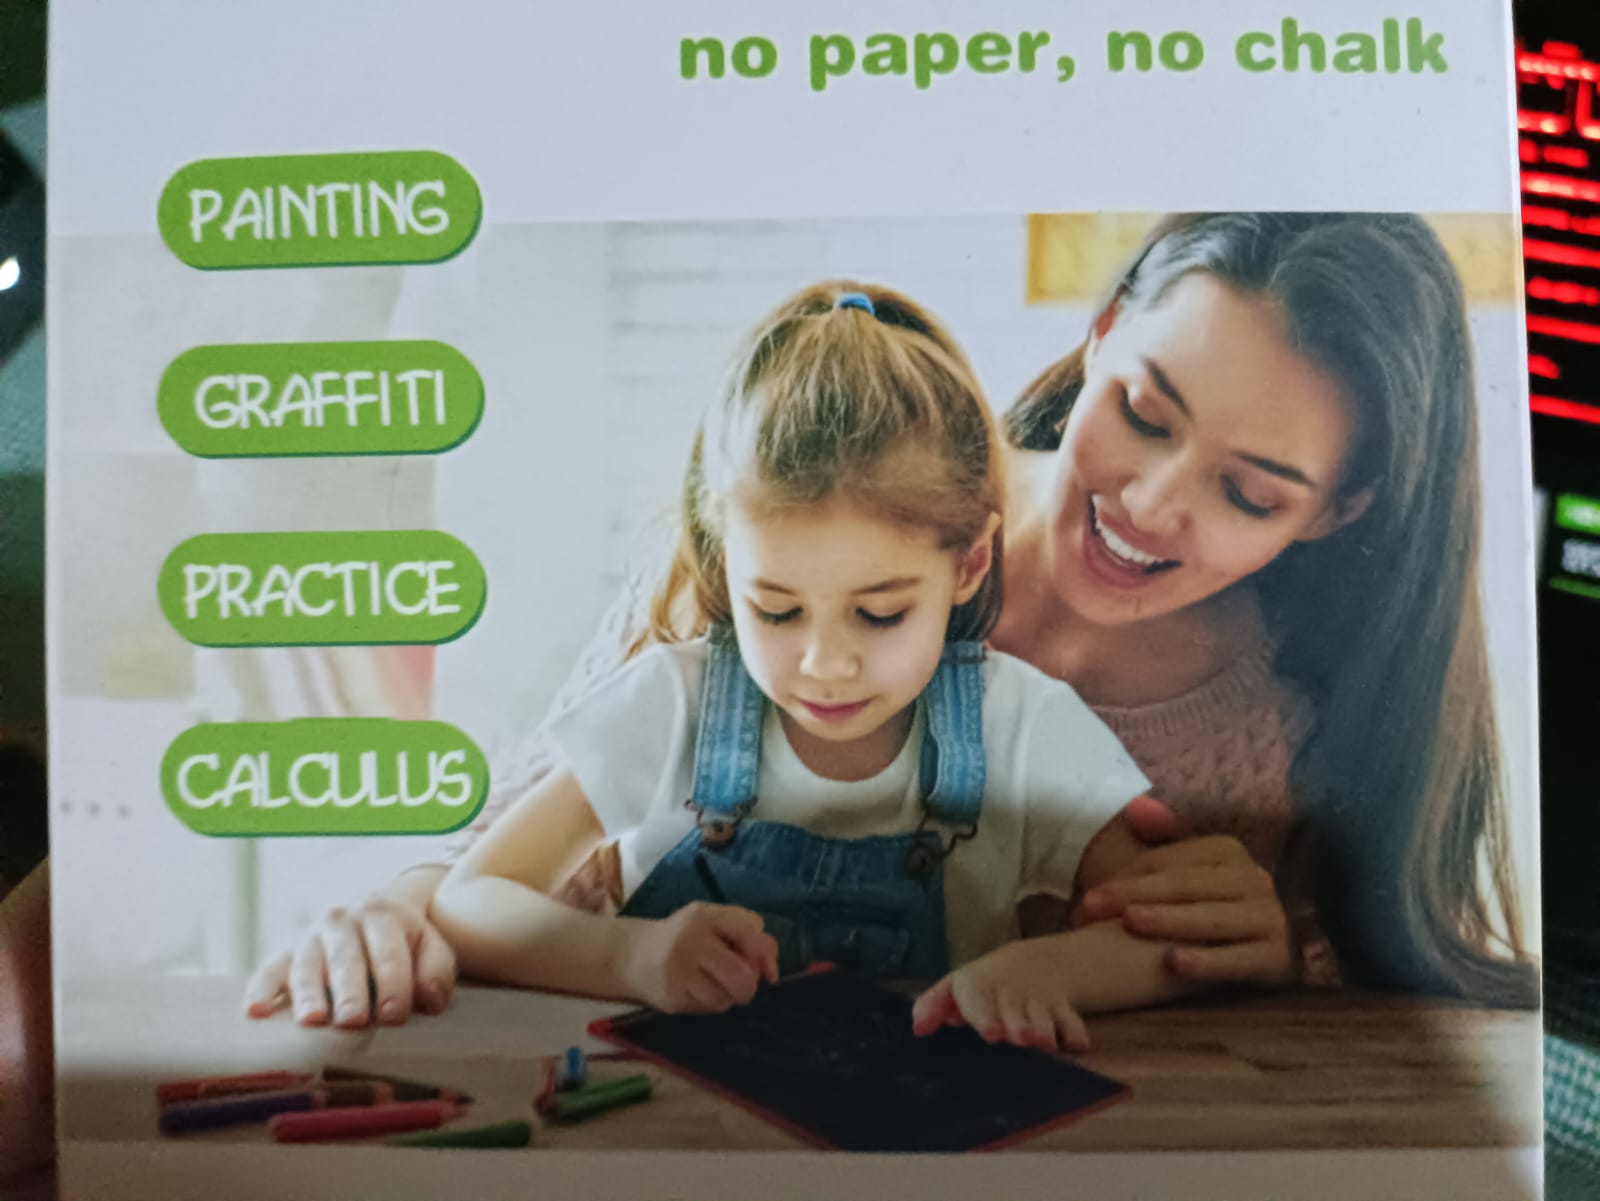 no paper, no chalk
PAINTING
GRAFFITI
PRACTICE
CALCULUS